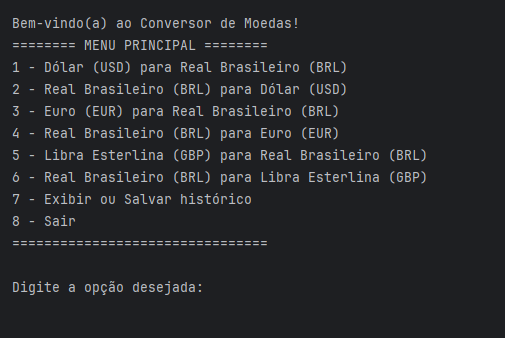 Bem-vindo(a) ao Conversor de Moedas!
======== MENU PRINCIPAL ========
1 - Dólar (USD) para Real Brasileiro (BRL)
2 - Real Brasileiro (BRL) para Dólar (USD)
3 - Euro (EUR) para Real Brasileiro (BRL)
4 - Real Brasileiro (BRL) para Euro (EUR)
5 - Libra Esterlina (GBP) para Real Brasileiro (BRL)
6 - Real Brasileiro (BRL) para Libra Esterlina (GBP)
7 - Exibir ou Salvar histórico
8 - Sair
================================
Digite a opção desejada: